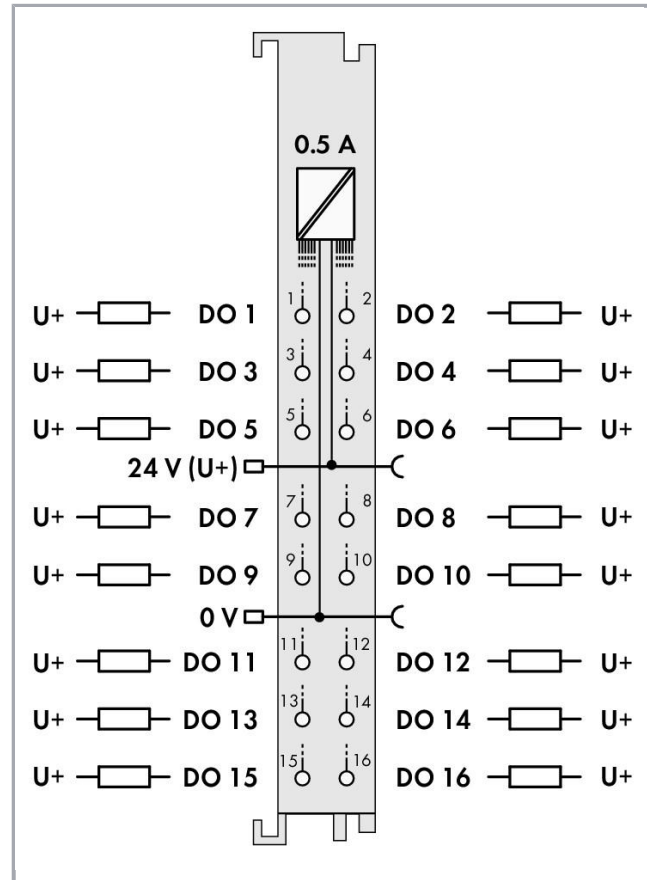 0.5 A
U+ DO 1 1 2 DO 2 U+
U+ DO 3 3 4 DO 4 U+
U+ DO 5 5 6 DO 6 U+
24 V (U+)
U+ DO 7 7 8 DO 8 U+
U+ DO 9 9 10 DO 10 U+
0 V
U+ DO 11 11 12 DO 12 U+
U+ DO 13 13 14 DO 14 U+
U+ DO 15 15 16 DO 16 U+